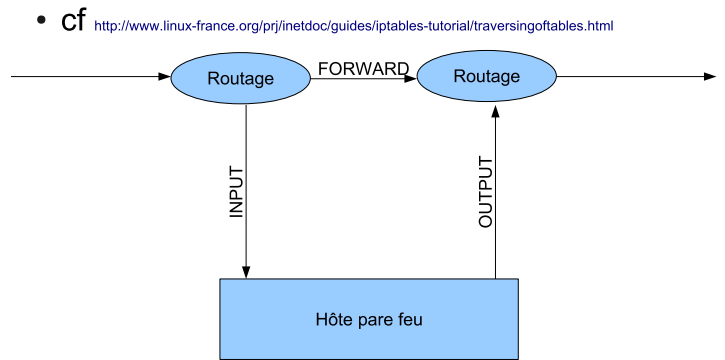 • cf http://www.linux-france.org/prj/inetdoc/guides/iptables-tutorial/traversingoftables.html
Routage
FORWARD
Routage
INPUT
OUTPUT
Hôte pare feu